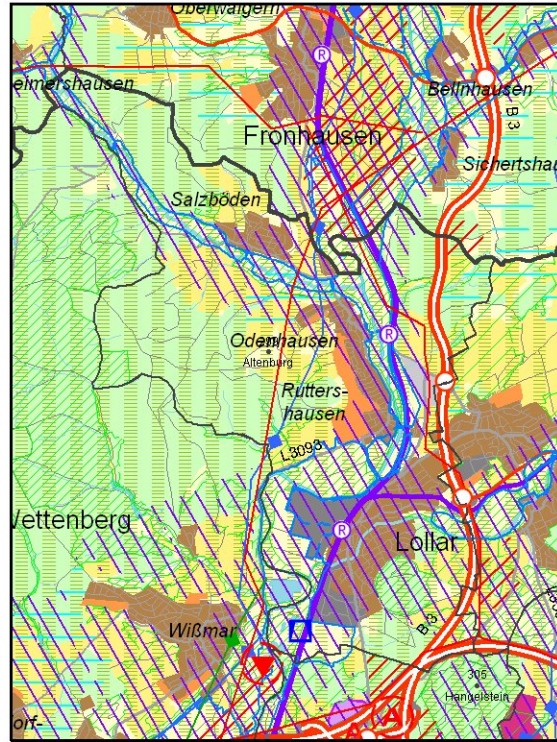 Oberwalgern
R
eimershausen
Bellnhausen
B 3
Fronhausen
Sichertshau
Salzböden
Odenhausen
R
Altenburg
Rutters-
hausen
L3093
Wettenberg
R
Lollar
Wißmar
B 3
305
Hangelstein
orf-
A
A